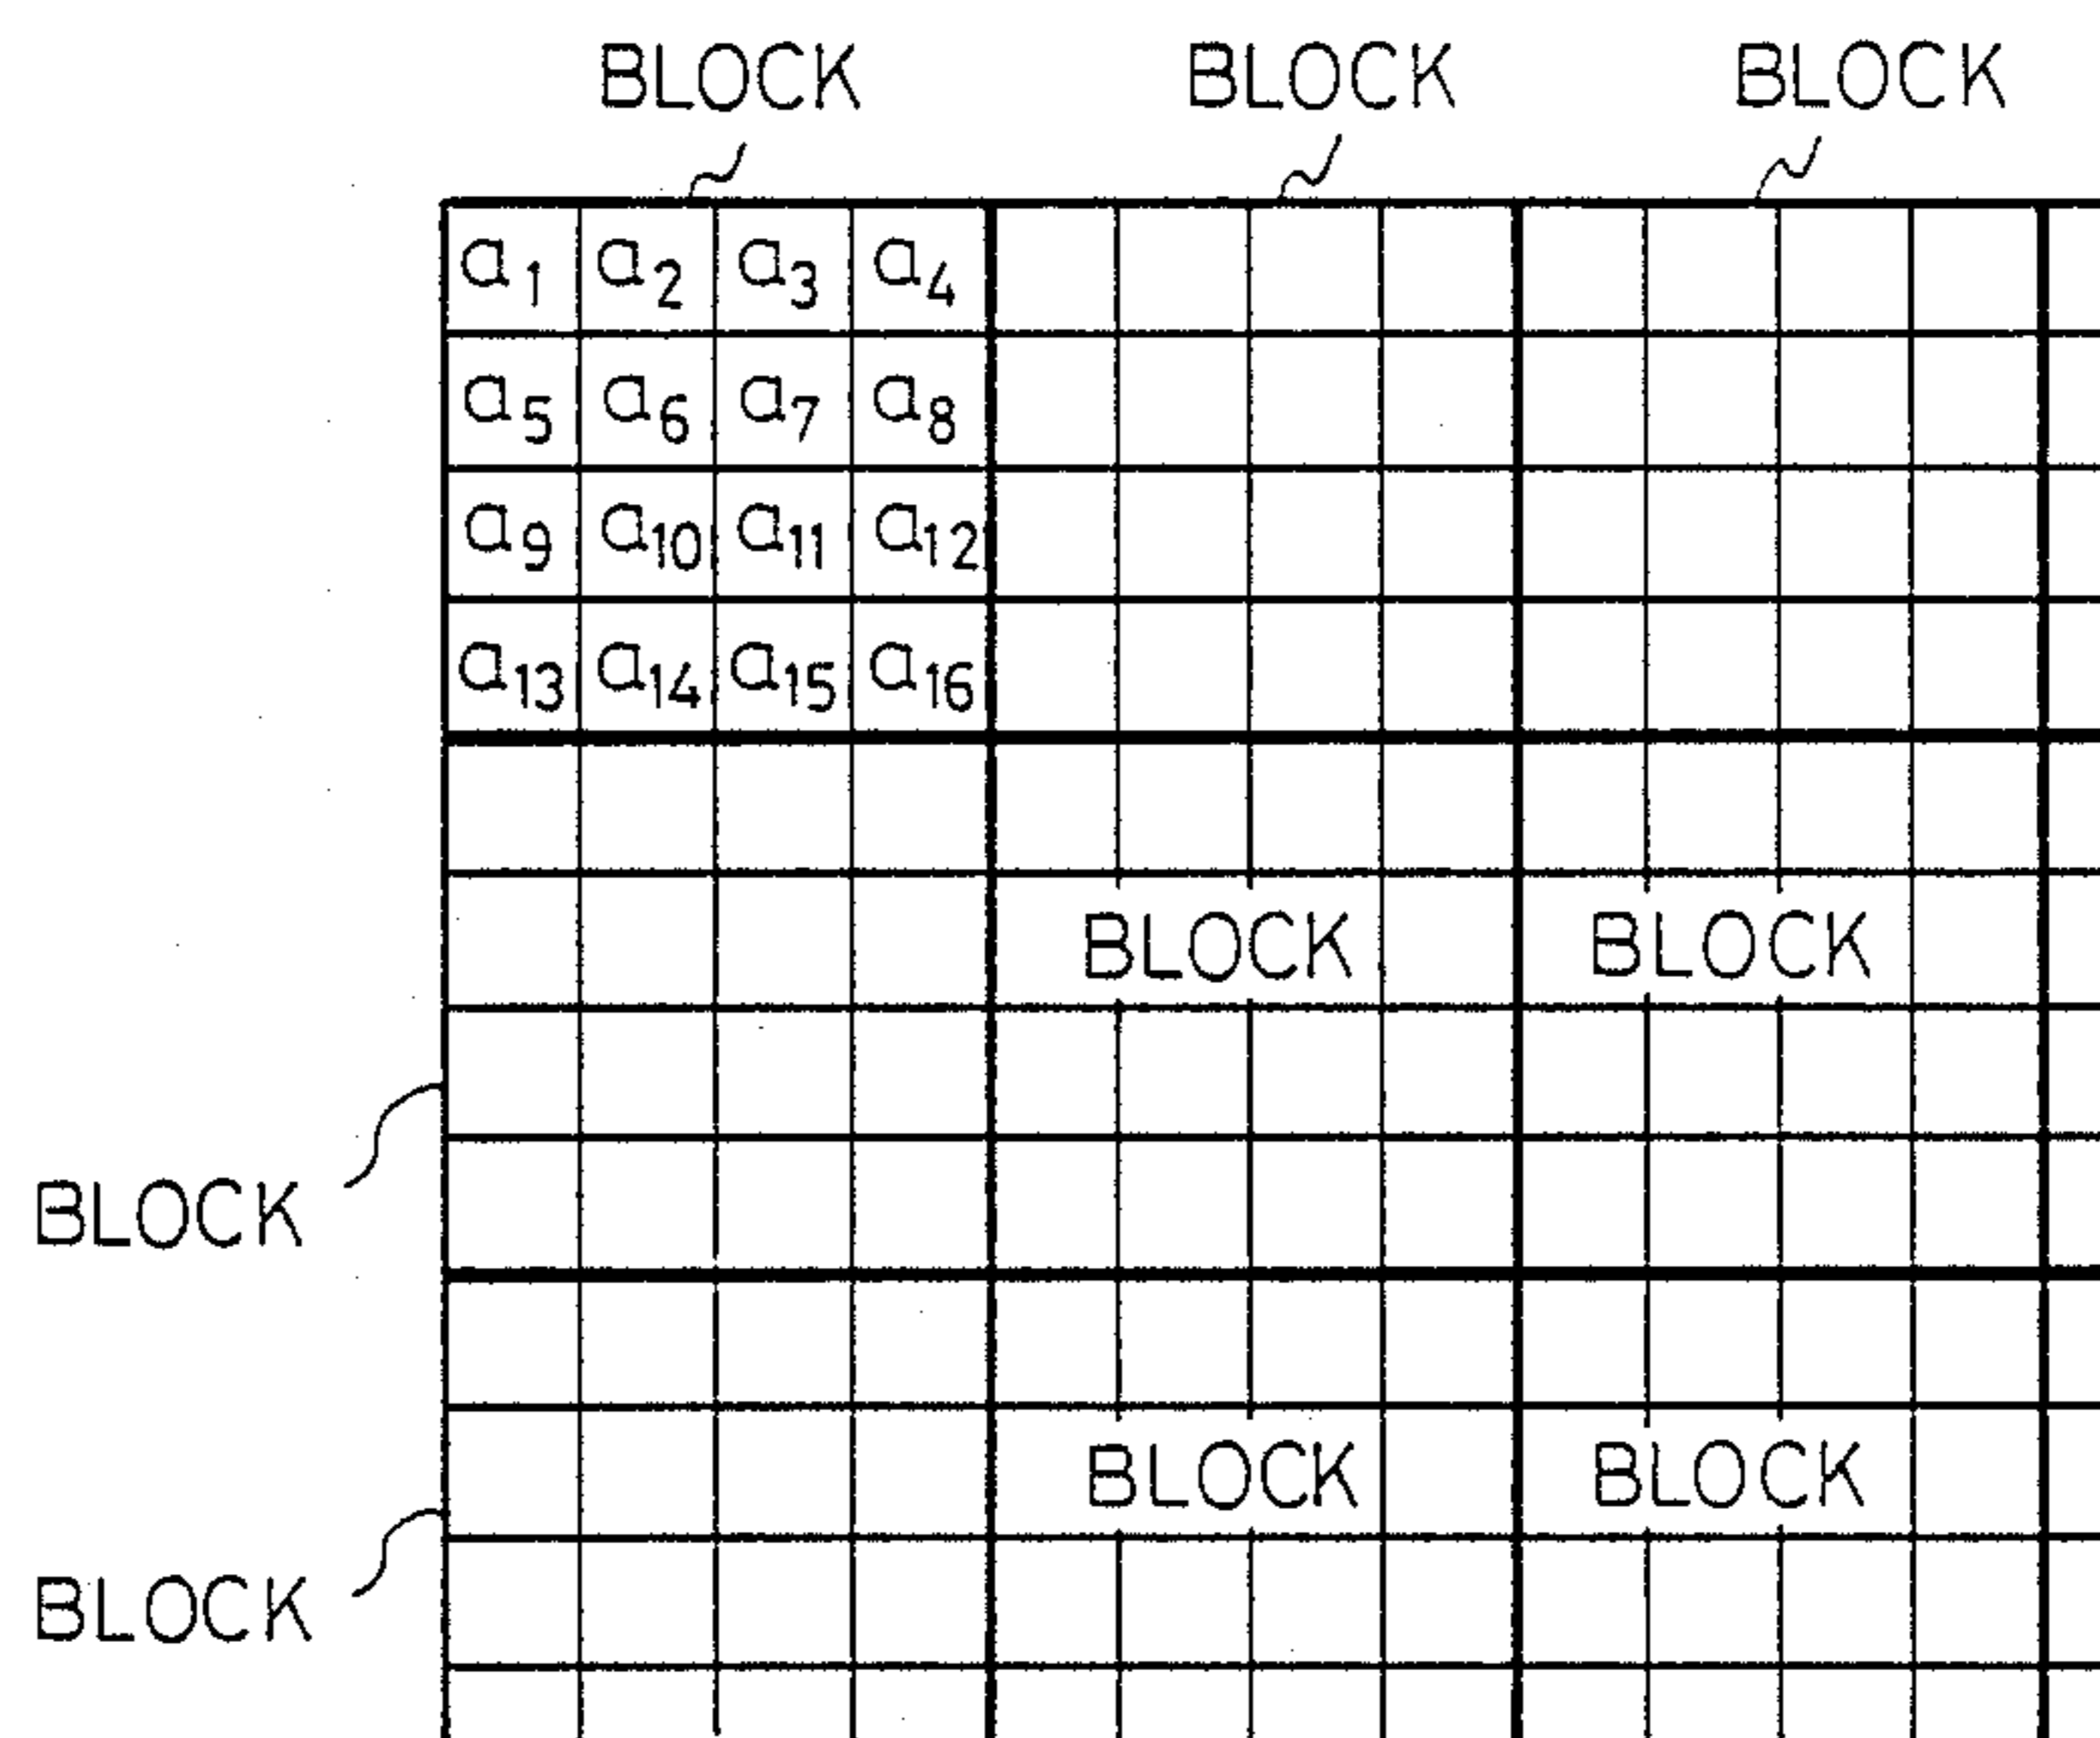 BLOCK BLOCK BLOCK
a₁ a₂ a₃ a₄
a₅ a₆ a₇ a₈
a₉ a₁₀ a₁₁ a₁₂
a₁₃ a₁₄ a₁₅ a₁₆
BLOCK BLOCK
BLOCK
BLOCK BLOCK
BLOCK